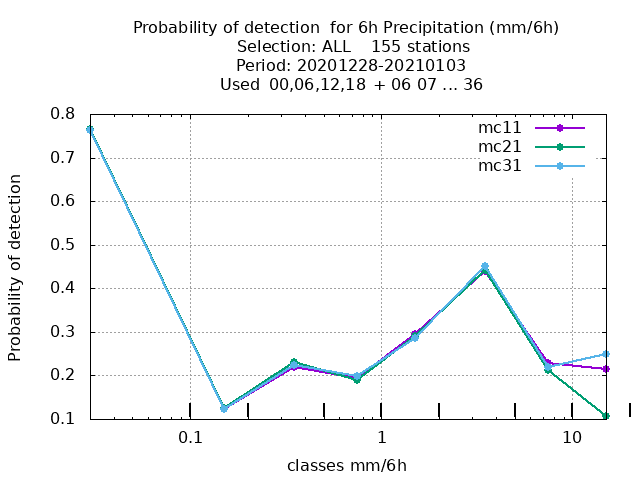 Probability of detection  for 6h Precipitation (mm/6h)
Selection: ALL    155 stations
Period: 20201228-20210103
Used  00,06,12,18  + 06 07 ... 36
mc11
mc21
mc31
0.8
0.7
0.6
0.5
0.4
0.3
0.2
0.1
Probability of detection
0.1
1
10
classes mm/6h